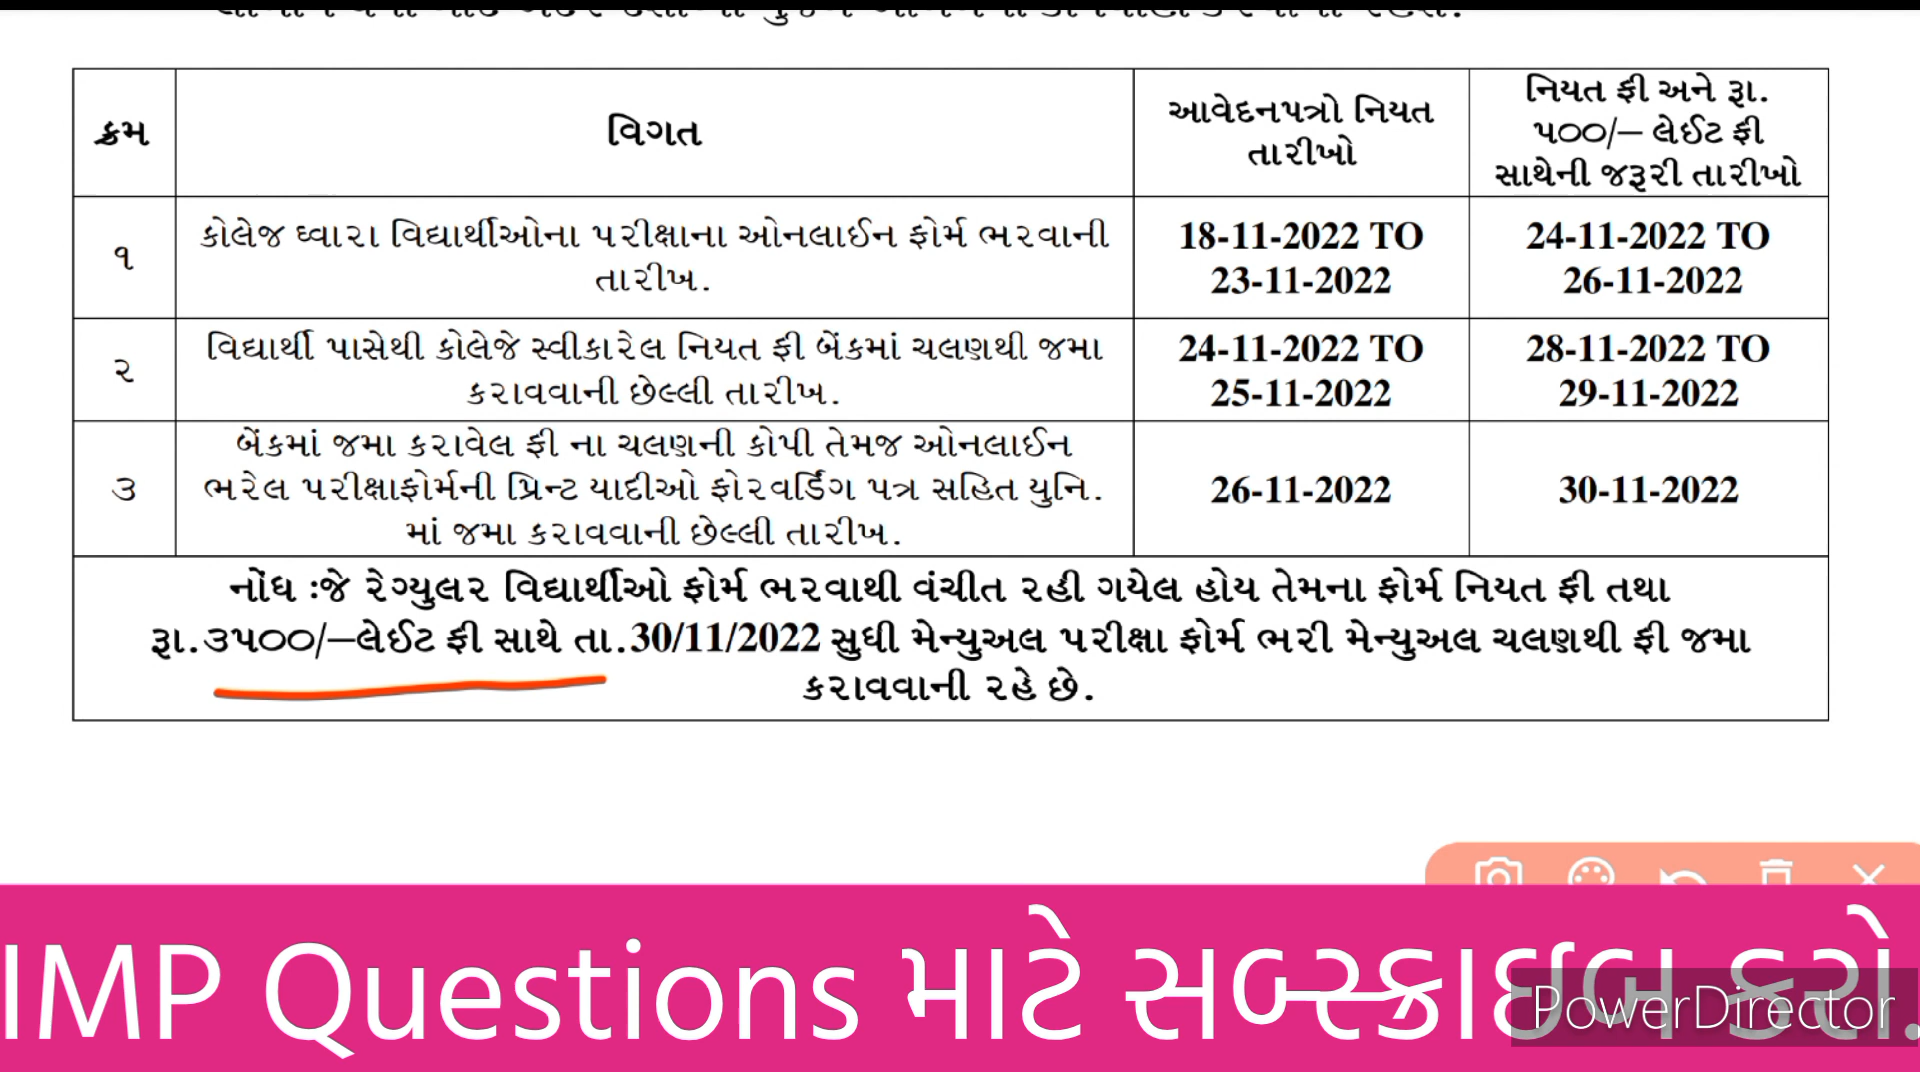 ક્રમ
વિગત
આવેદનપત્રો નિયત
તારીખો
નિયત ફી અને રૂા.
૫૦૦/– લેઈટ ફી
સાથેની જરૂરી તારીખો
૧
કોલેજ ઘ્વારા વિદ્યાર્થીઓના પરીક્ષાના ઓનલાઈન ફોર્મ ભરવાની
તારીખ.
18-11-2022 TO
23-11-2022
24-11-2022 TO
26-11-2022
૨
વિદ્યાર્થી પાસેથી કોલેજે સ્વીકારેલ નિયત ફી બેંકમાં ચલણથી જમા
કરાવવાની છેલ્લી તારીખ.
24-11-2022 TO
25-11-2022
28-11-2022 TO
29-11-2022
૩
બેંકમાં જમા કરાવેલ ફી ના ચલણની કોપી તેમજ ઓનલાઈન
ભરેલ પરીક્ષાફોર્મની પ્રિન્ટ યાદીઓ ફોરવર્ડિંગ પત્ર સહિત યુનિ.
માં જમા કરાવવાની છેલ્લી તારીખ.
26-11-2022
30-11-2022
નોંધ :જે રેગ્યુલર વિદ્યાર્થીઓ ફોર્મ ભરવાથી વંચીત રહી ગયેલ હોય તેમના ફોર્મ નિયત ફી તથા
રૂા.૩૫૦૦/–લેઈટ ફી સાથે તા.30/11/2022 સુધી મેન્યુઅલ પરીક્ષા ફોર્મ ભરી મેન્યુઅલ ચલણથી ફી જમા
કરાવવાની રહે છે.
IMP Questions માટે સબ્સ્ક્રાઇબ કરો.
PowerDirector